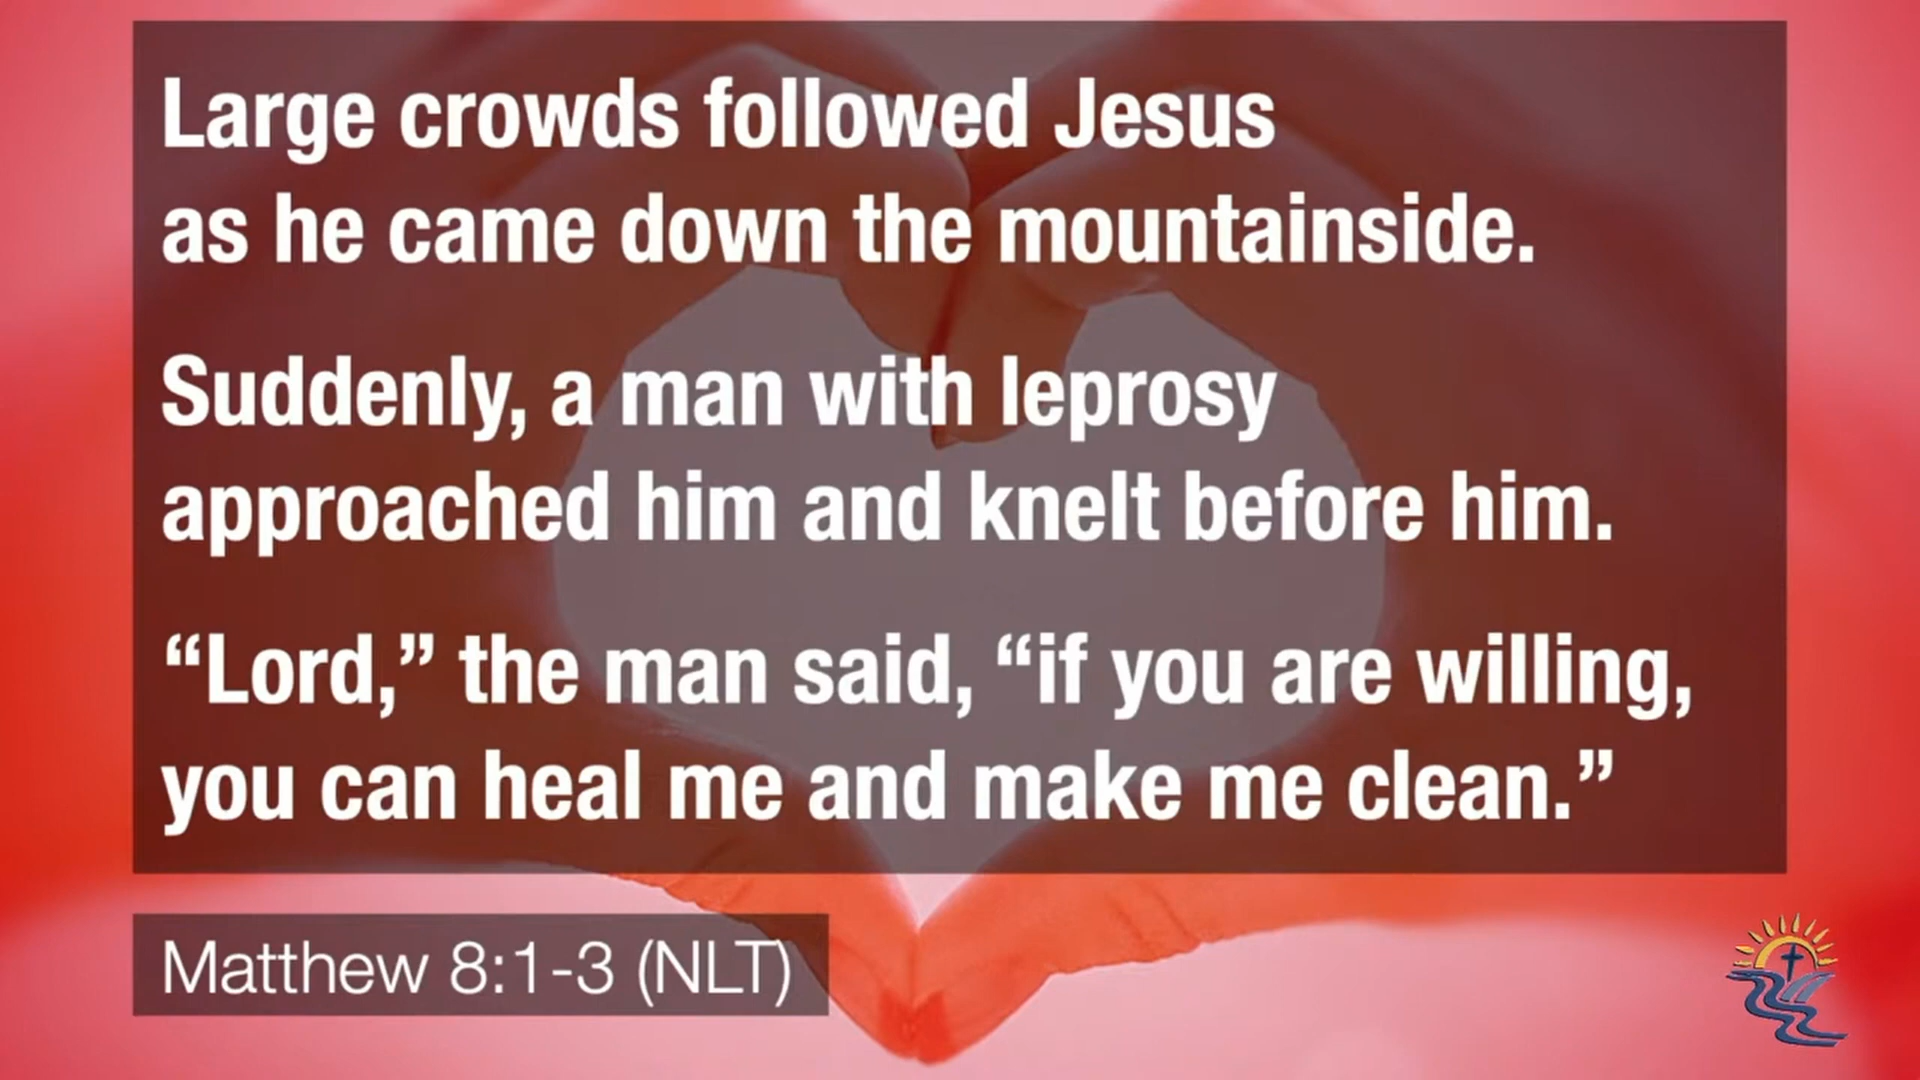 Large crowds followed Jesus
as he came down the mountainside.
Suddenly, a man with leprosy
approached him and knelt before him.
“Lord,” the man said, “if you are willing,
you can heal me and make me clean.”
Matthew 8:1-3 (NLT)